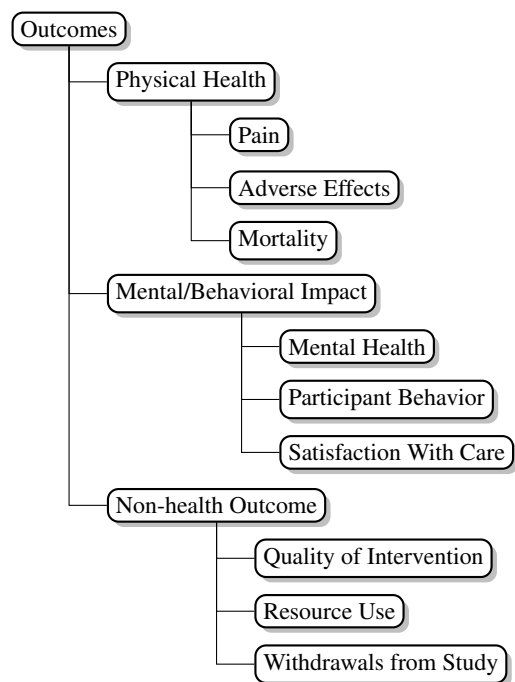 Outcomes
Physical Health
Pain
Adverse Effects
Mortality
Mental/Behavioral Impact
Mental Health
Participant Behavior
Satisfaction With Care
Non-health Outcome
Quality of Intervention
Resource Use
Withdrawals from Study